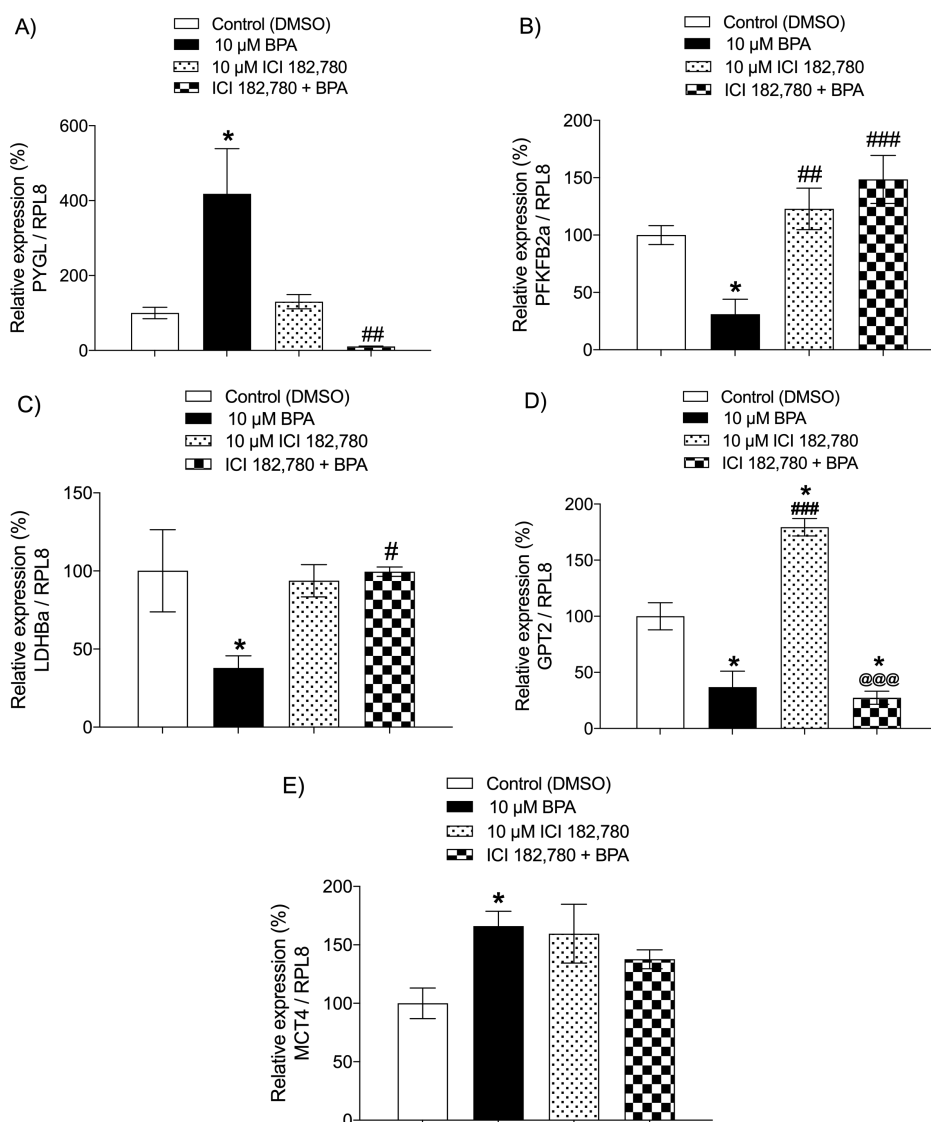 A)
Control (DMSO)
10 µM BPA
10 µM ICI 182,780
ICI 182,780 + BPA
Relative expression (%)
PYGL / RPL8
600
400
200
0
*
##
B)
Control (DMSO)
10 µM BPA
10 µM ICI 182,780
ICI 182,780 + BPA
Relative expression (%)
PFKFB2a / RPL8
200
150
100
50
0
*
##
###
C)
Control (DMSO)
10 µM BPA
10 µM ICI 182,780
ICI 182,780 + BPA
Relative expression (%)
LDHBa / RPL8
150
100
50
0
*
#
D)
Control (DMSO)
10 µM BPA
10 µM ICI 182,780
ICI 182,780 + BPA
Relative expression (%)
GPT2 / RPL8
200
150
100
50
0
*
*
###
*
@@@
E)
Control (DMSO)
10 µM BPA
10 µM ICI 182,780
ICI 182,780 + BPA
Relative expression (%)
MCT4 / RPL8
200
150
100
50
0
*